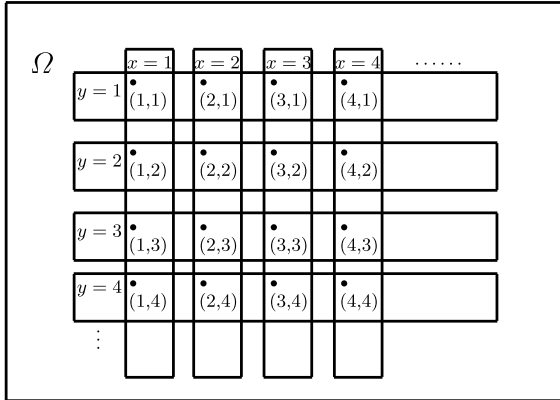 Ω
x = 1 x = 2 x = 3 x = 4 ······
y = 1
(1,1) (2,1) (3,1) (4,1)
y = 2
(1,2) (2,2) (3,2) (4,2)
y = 3
(1,3) (2,3) (3,3) (4,3)
y = 4
(1,4) (2,4) (3,4) (4,4)
⋮